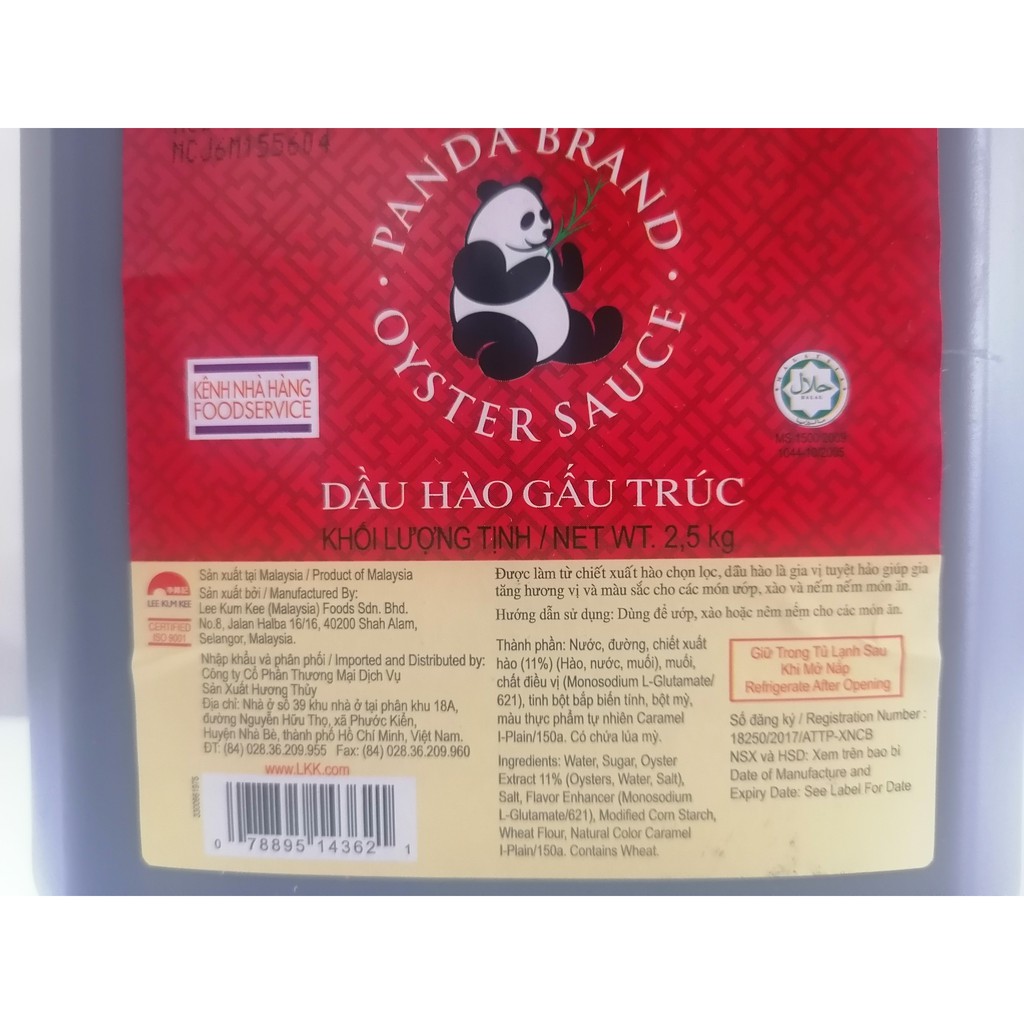 MCJ6M155604
PANDA BRAND
OYSTER SAUCE
KÊNH NHÀ HÀNG
FOODSERVICE
حلال
HALAL
MS 1500:2009
DẦU HÀO GẤU TRÚC
KHỐI LƯỢNG TỊNH / NET WT. 2,5 kg
李錦記
LEE KUM KEE
CERTIFIED
ISO 9001
Sản xuất tại Malaysia / Product of Malaysia
Sản xuất bởi / Manufactured By:
Lee Kum Kee (Malaysia) Foods Sdn. Bhd.
No.8, Jalan Halba 16/16, 40200 Shah Alam,
Selangor, Malaysia.
Nhập khẩu và phân phối / Imported and Distributed by:
Công ty Cổ Phần Thương Mại Dịch Vụ
Sản Xuất Hương Thủy
Địa chỉ: Nhà ở số 39 khu nhà ở tại phân khu 18A,
đường Nguyễn Hữu Thọ, xã Phước Kiển,
Huyện Nhà Bè, thành phố Hồ Chí Minh, Việt Nam.
ĐT: (84) 028.36.209.955 Fax: (84) 028.36.209.960
www.LKK.com
0 78895 14362 1
Được làm từ chiết xuất hào chọn lọc, dầu hào là gia vị tuyệt hảo giúp gia
tăng hương vị và màu sắc cho các món ướp, xào và nếm nếm món ăn.
Hướng dẫn sử dụng: Dùng để ướp, xào hoặc nêm nếm cho các món ăn.
Thành phần: Nước, đường, chiết xuất
hào (11%) (Hào, nước, muối), muối,
chất điều vị (Monosodium L-Glutamate/
621), tinh bột bắp biến tính, bột mỳ,
màu thực phẩm tự nhiên Caramel
I-Plain/150a. Có chứa lúa mỳ.
Ingredients: Water, Sugar, Oyster
Extract 11% (Oysters, Water, Salt),
Salt, Flavor Enhancer (Monosodium
L-Glutamate/621), Modified Corn Starch,
Wheat Flour, Natural Color Caramel
I-Plain/150a. Contains Wheat.
Giữ Trong Tủ Lạnh Sau
Khi Mở Nắp
Refrigerate After Opening
Số đăng ký / Registration Number :
18250/2017/ATTP-XNCB
NSX và HSD: Xem trên bao bì
Date of Manufacture and
Expiry Date: See Label For Date